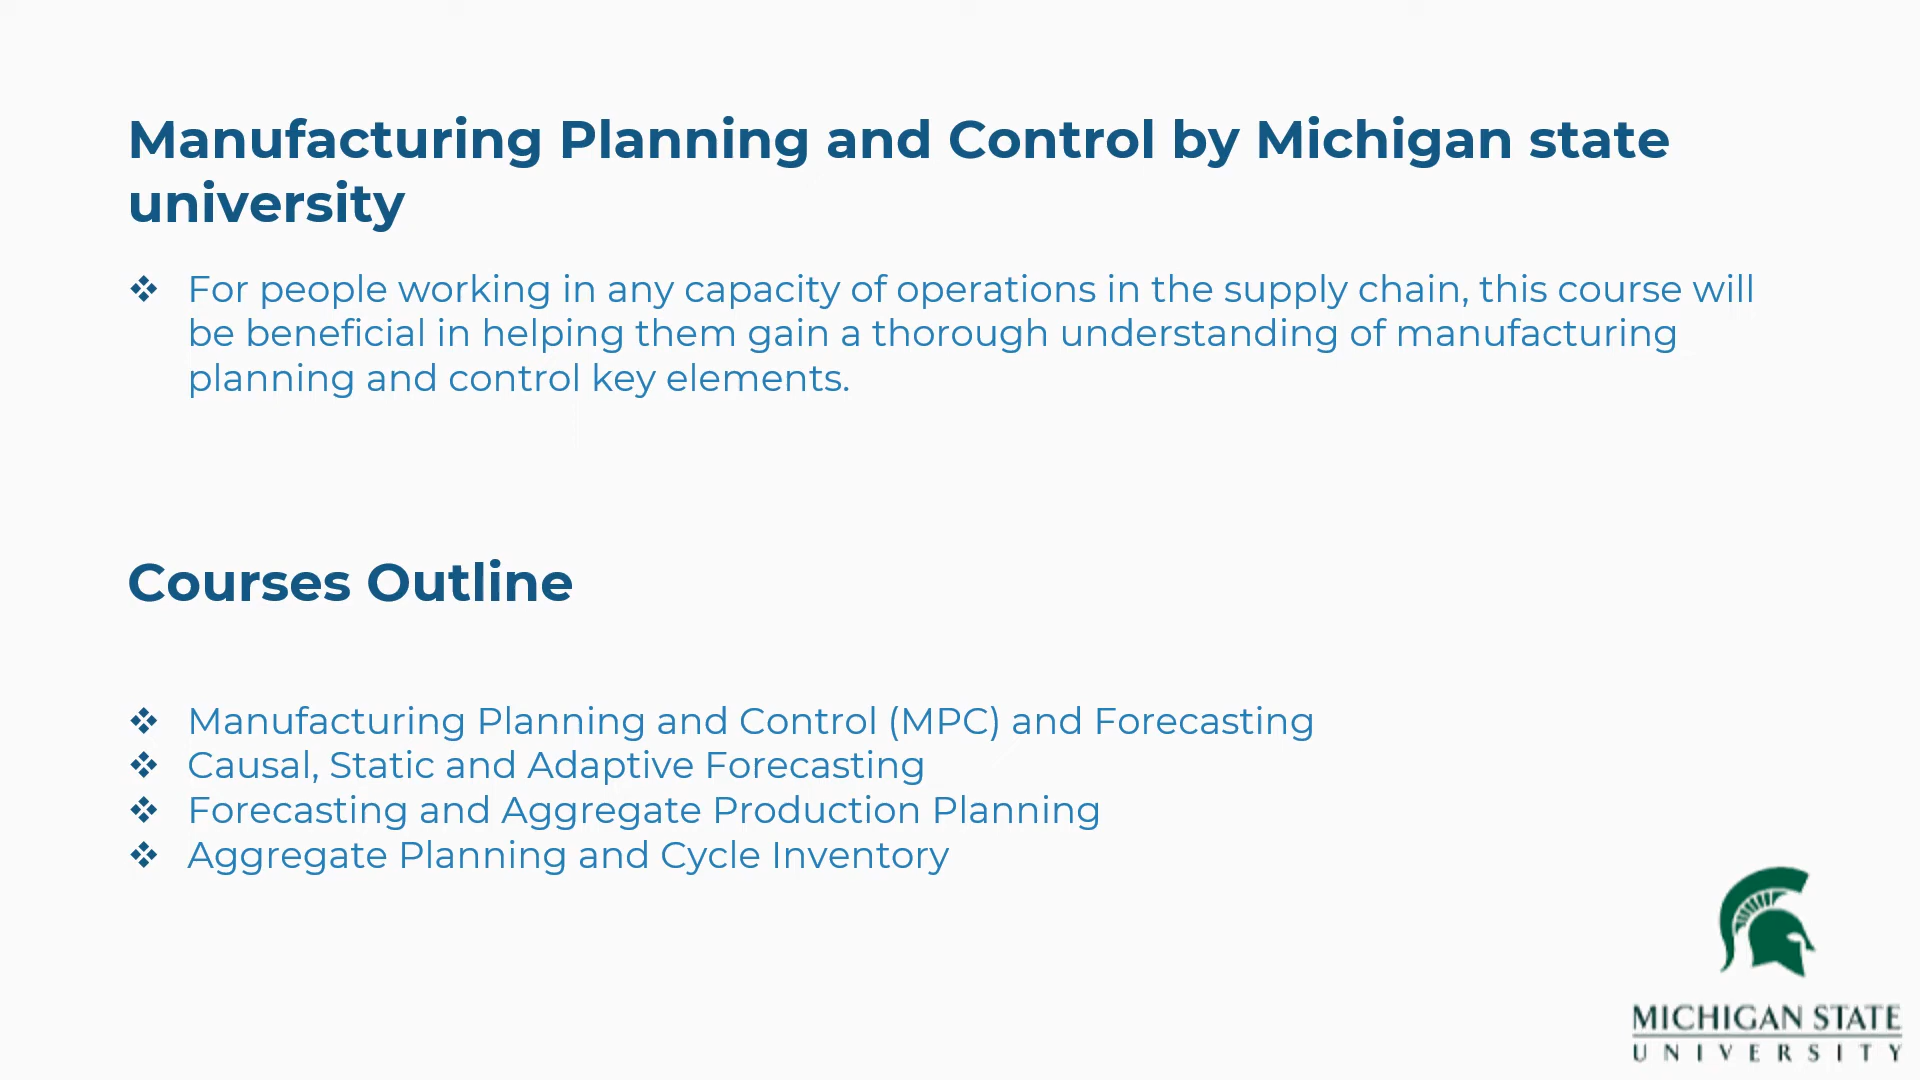 Manufacturing Planning and Control by Michigan state
university
❖ For people working in any capacity of operations in the supply chain, this course will
be beneficial in helping them gain a thorough understanding of manufacturing
planning and control key elements.
Courses Outline
❖ Manufacturing Planning and Control (MPC) and Forecasting
❖ Causal, Static and Adaptive Forecasting
❖ Forecasting and Aggregate Production Planning
❖ Aggregate Planning and Cycle Inventory
MICHIGAN STATE
UNIVERSITY